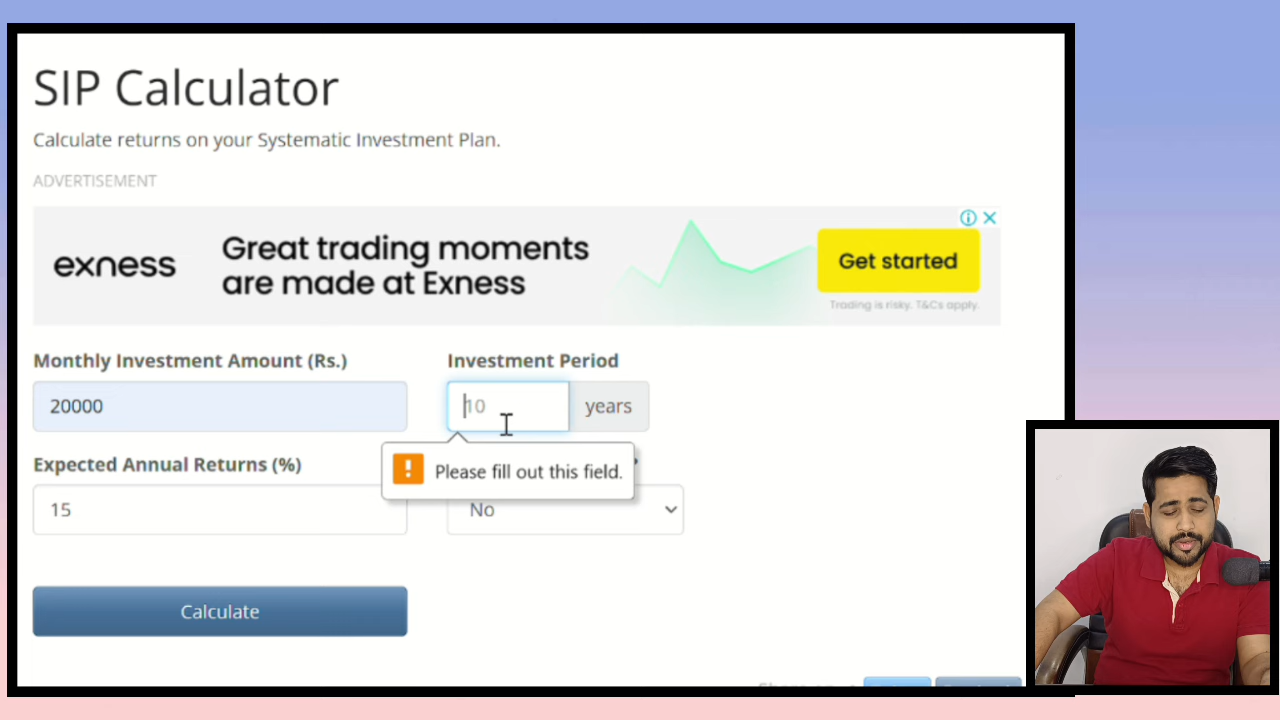 SIP Calculator
Calculate returns on your Systematic Investment Plan.
ADVERTISEMENT
exness
Great trading moments
are made at Exness
Get started
Trading is risky. T&Cs apply.
Monthly Investment Amount (Rs.)
Investment Period
20000
10
years
Please fill out this field.
Expected Annual Returns (%)
15
No
Calculate